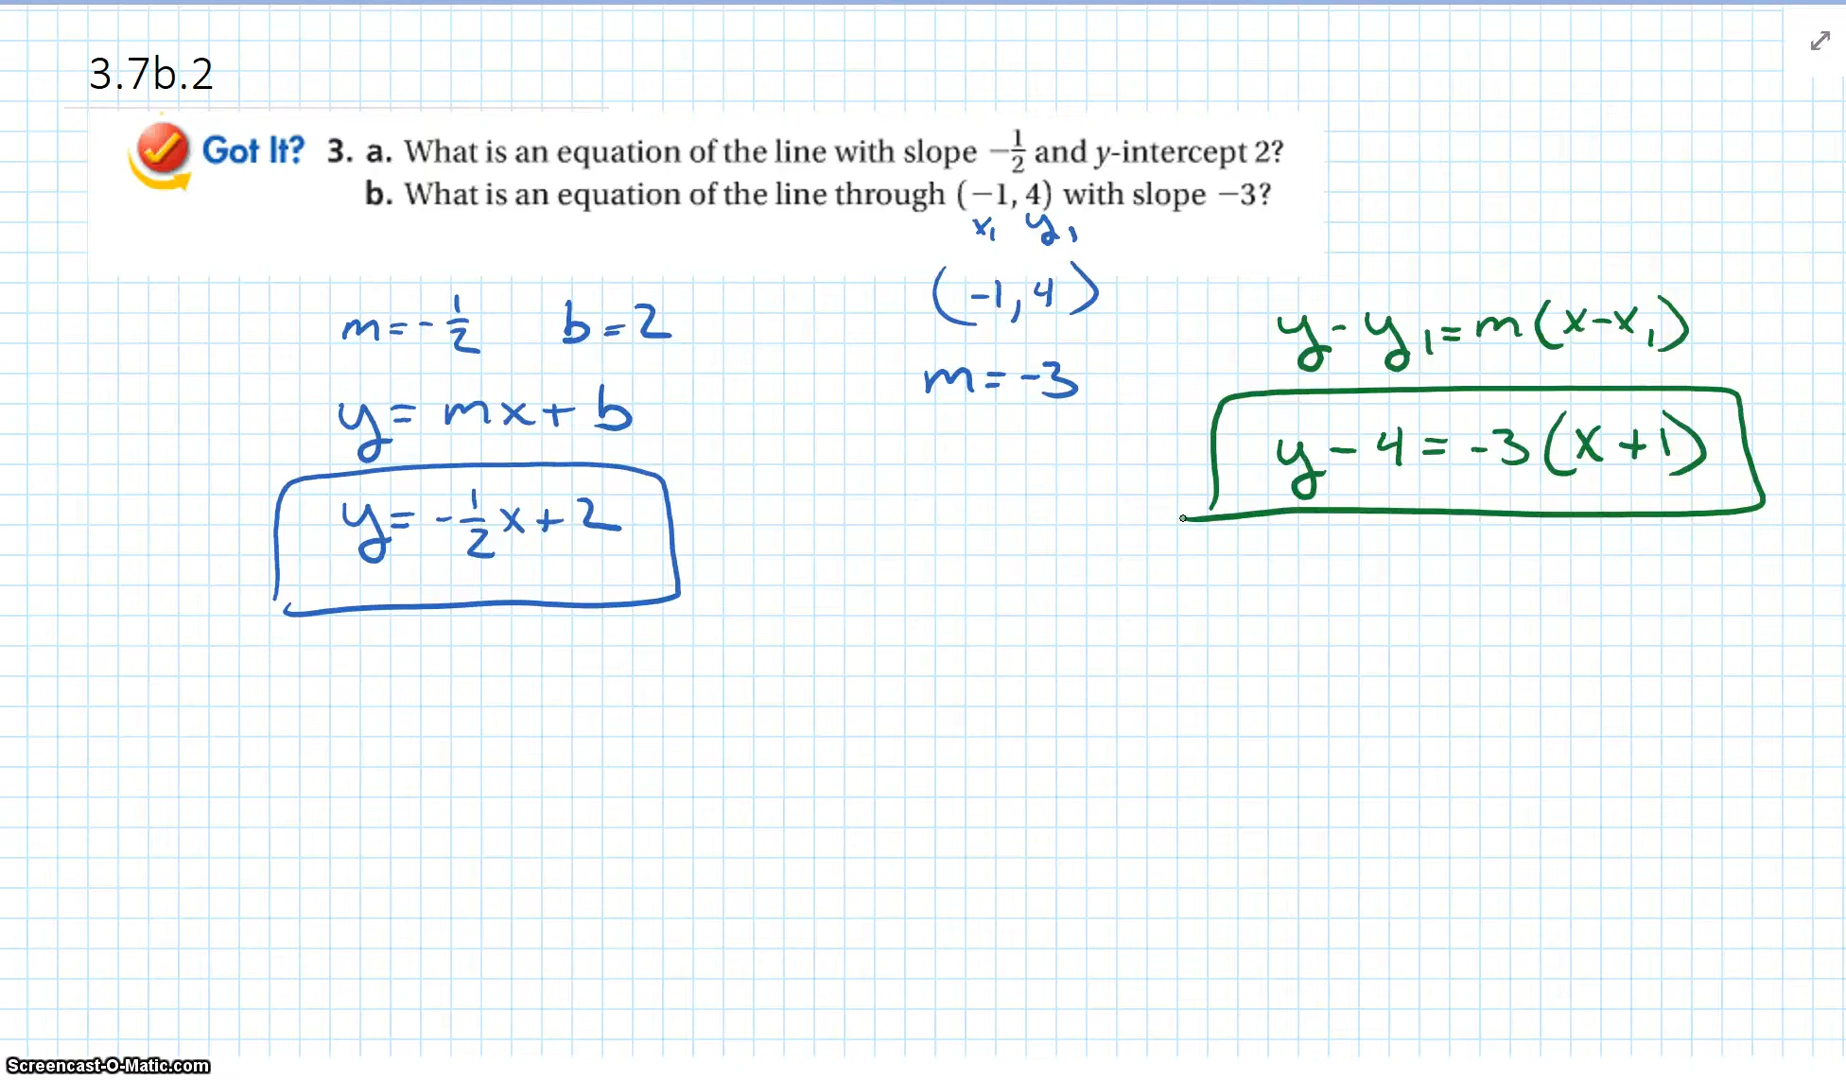 3.7b.2
Got It? 3. a. What is an equation of the line with slope −1/2 and y-intercept 2?
b. What is an equation of the line through (−1, 4) with slope −3?
x₁ y₁
(-1, 4)
m = -3
m = -1/2 b = 2
y = mx + b
y = -1/2 x + 2
y - y₁ = m(x - x₁)
y - 4 = -3(x + 1)
Screencast-O-Matic.com